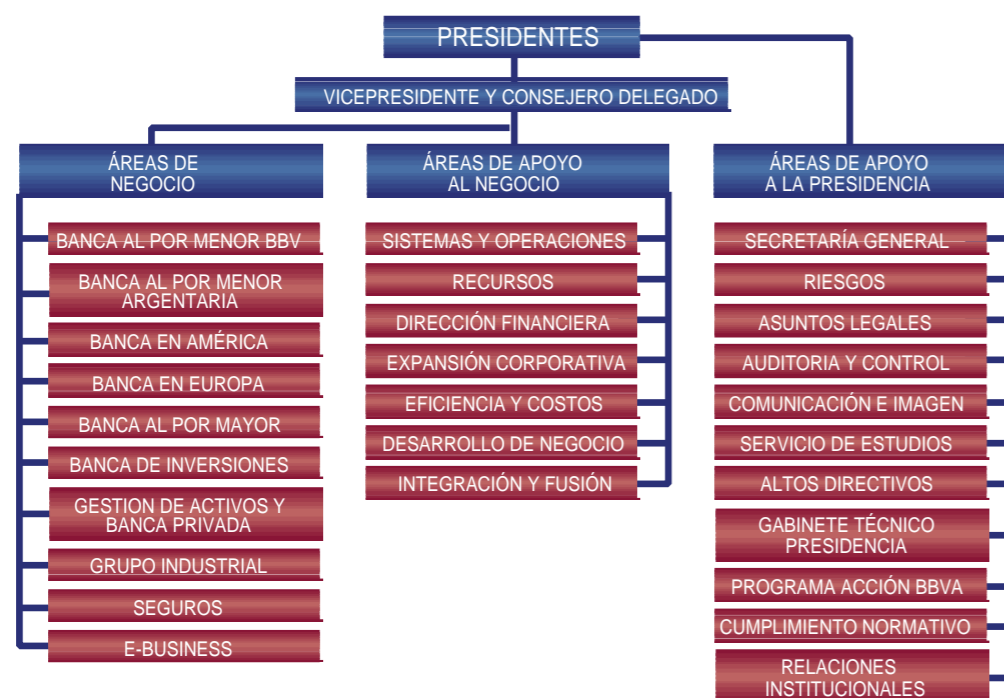 PRESIDENTES
VICEPRESIDENTE Y CONSEJERO DELEGADO
ÁREAS DE
NEGOCIO
BANCA AL POR MENOR BBV
BANCA AL POR MENOR
ARGENTARIA
BANCA EN AMÉRICA
BANCA EN EUROPA
BANCA AL POR MAYOR
BANCA DE INVERSIONES
GESTION DE ACTIVOS Y
BANCA PRIVADA
GRUPO INDUSTRIAL
SEGUROS
E-BUSINESS
ÁREAS DE APOYO
AL NEGOCIO
SISTEMAS Y OPERACIONES
RECURSOS
DIRECCIÓN FINANCIERA
EXPANSIÓN CORPORATIVA
EFICIENCIA Y COSTOS
DESARROLLO DE NEGOCIO
INTEGRACIÓN Y FUSIÓN
ÁREAS DE APOYO
A LA PRESIDENCIA
SECRETARÍA GENERAL
RIESGOS
ASUNTOS LEGALES
AUDITORIA Y CONTROL
COMUNICACIÓN E IMAGEN
SERVICIO DE ESTUDIOS
ALTOS DIRECTIVOS
GABINETE TÉCNICO
PRESIDENCIA
PROGRAMA ACCIÓN BBVA
CUMPLIMIENTO NORMATIVO
RELACIONES
INSTITUCIONALES